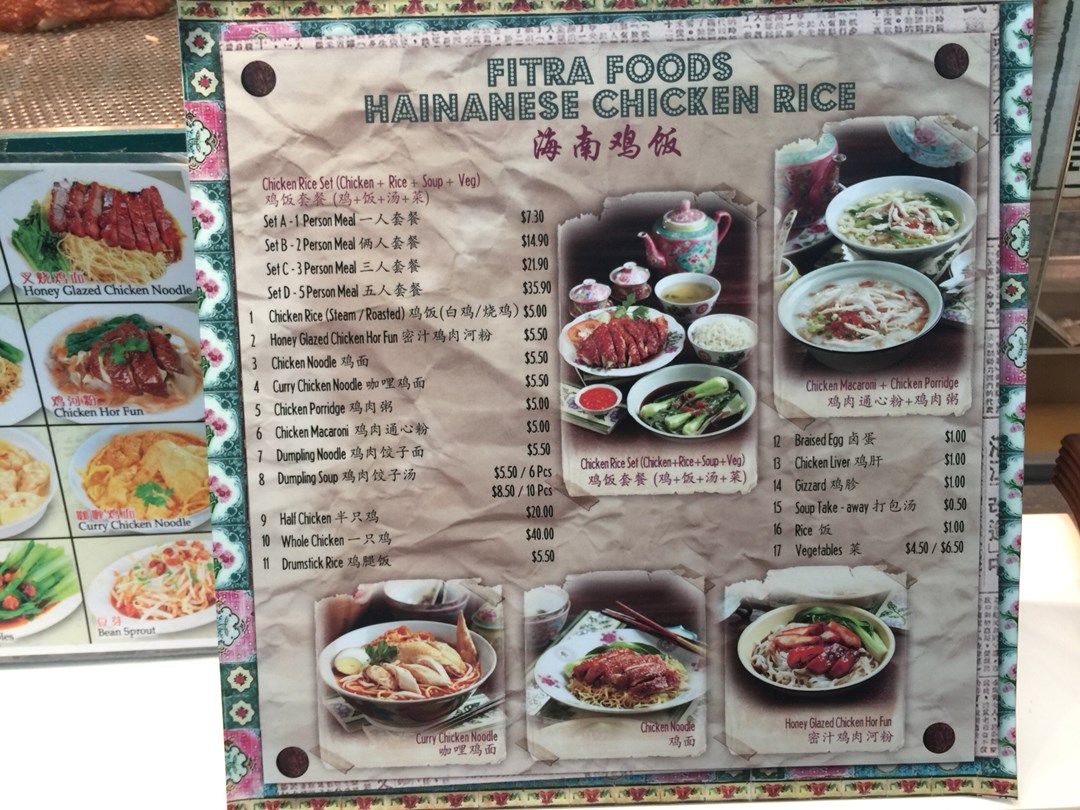 FITRA FOODS
HAINANESE CHICKEN RICE
海南鸡饭
Chicken Rice Set (Chicken + Rice + Soup + Veg)
鸡饭套餐 (鸡+饭+汤+菜)
Set A - 1 Person Meal 一人套餐 $7.30
Set B - 2 Person Meal 俩人套餐 $14.90
Set C - 3 Person Meal 三人套餐 $21.90
Set D - 5 Person Meal 五人套餐 $35.90
1 Chicken Rice (Steam / Roasted) 鸡饭(白鸡/烧鸡) $5.00
2 Honey Glazed Chicken Hor Fun 密汁鸡肉河粉 $5.50
3 Chicken Noodle 鸡面 $5.50
4 Curry Chicken Noodle 咖哩鸡面 $5.50
5 Chicken Porridge 鸡肉粥 $5.00
6 Chicken Macaroni 鸡肉通心粉 $5.00
7 Dumpling Noodle 鸡肉饺子面 $5.50
8 Dumpling Soup 鸡肉饺子汤 $5.50 / 6 Pcs
$8.50 / 10 Pcs
9 Half Chicken 半只鸡 $20.00
10 Whole Chicken 一只鸡 $40.00
11 Drumstick Rice 鸡腿饭 $5.50
Chicken Rice Set (Chicken+Rice+Soup+Veg)
鸡饭套餐 (鸡+饭+汤+菜)
Chicken Macaroni + Chicken Porridge
鸡肉通心粉+鸡肉粥
12 Braised Egg 卤蛋 $1.00
13 Chicken Liver 鸡肝 $1.00
14 Gizzard 鸡胗 $1.00
15 Soup Take - away 打包汤 $0.50
16 Rice 饭 $1.00
17 Vegetables 菜 $4.50 / $6.50
Curry Chicken Noodle
咖哩鸡面
Chicken Noodle
鸡面
Honey Glazed Chicken Hor Fun
密汁鸡肉河粉
叉烧鸡面
Honey Glazed Chicken Noodle
鸡河粉
Chicken Hor Fun
Curry Chicken Noodle
豆芽
Bean Sprout